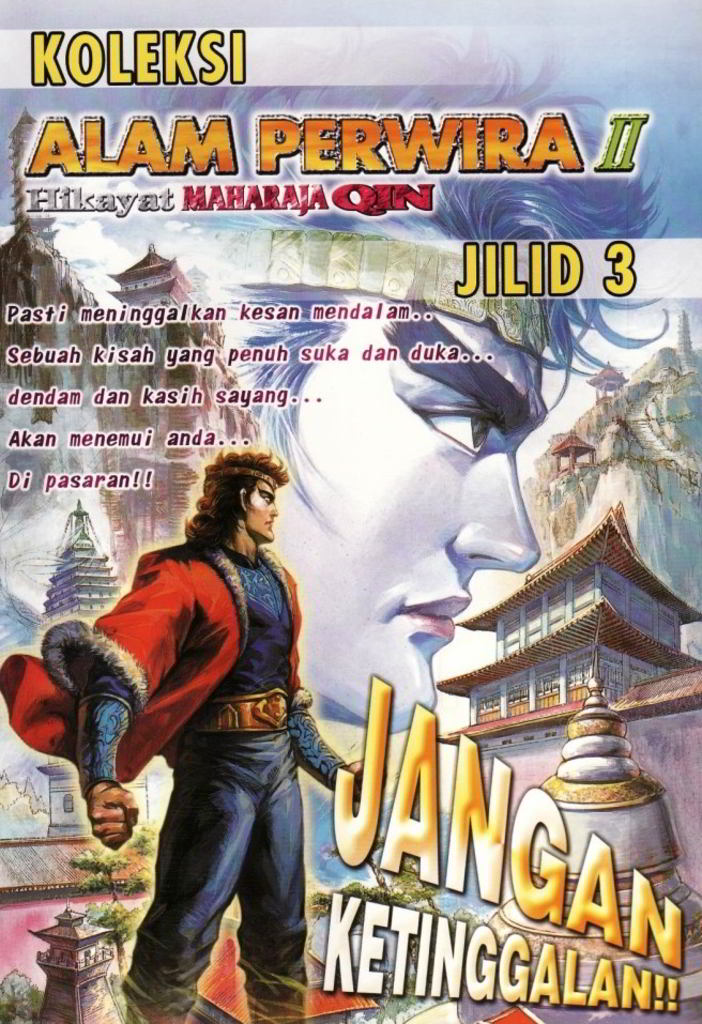 KOLEKSI
ALAM PERWIRA II
Hikayat MAHARAJA QIN
JILID 3
Pasti meninggalkan kesan mendalam..
Sebuah kisah yang penuh suka dan duka...
dendam dan kasih sayang...
Akan menemui anda...
Di pasaran!!
JANGAN
KETINGGALAN!!